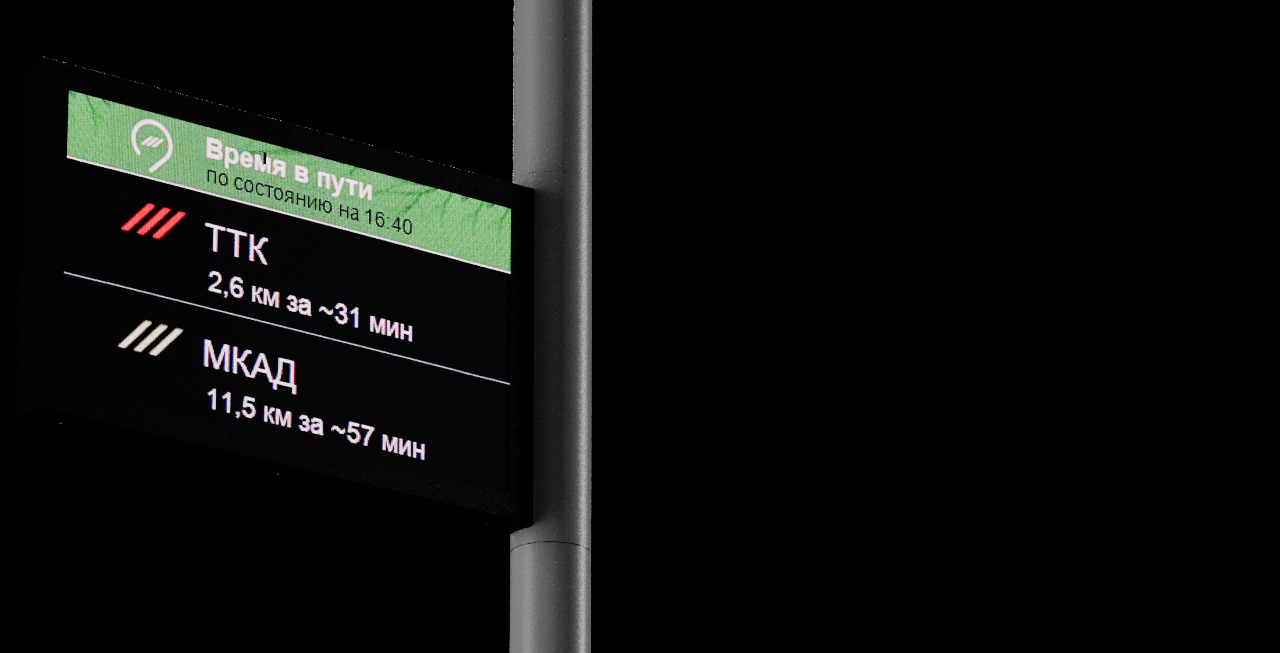 Время в пути
по состоянию на 16:40
ТТК
2,6 км за ~31 мин
МКАД
11,5 км за ~57 мин